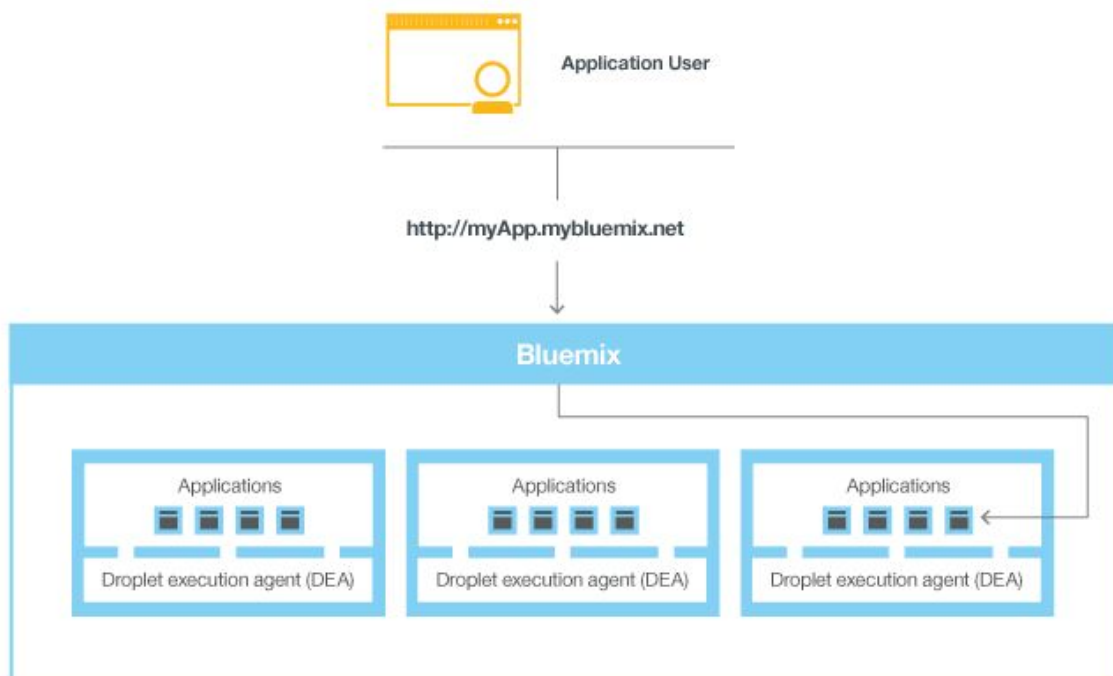 Application User
http://myApp.mybluemix.net
Bluemix
Applications
Applications
Applications
Droplet execution agent (DEA)
Droplet execution agent (DEA)
Droplet execution agent (DEA)